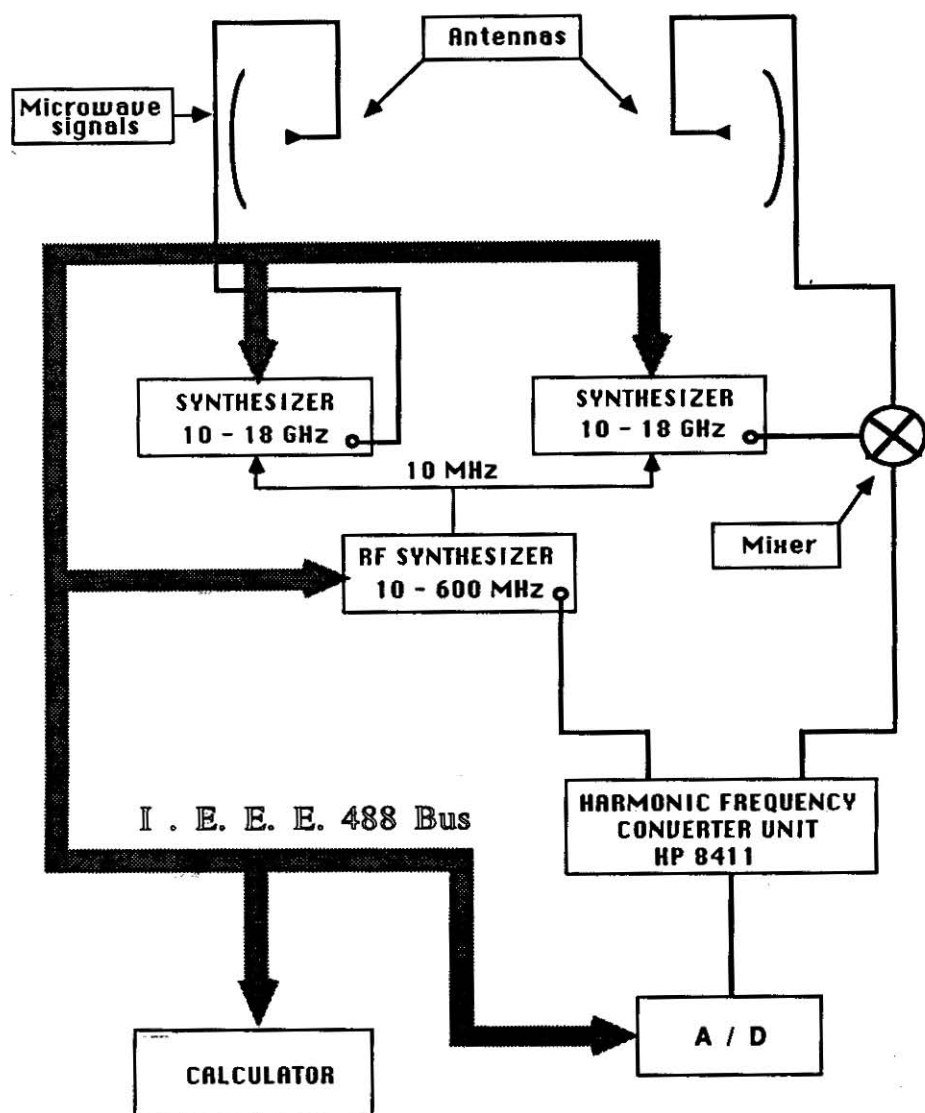 Antennas
Microwave
signals
SYNTHESIZER
10 - 18 GHz
SYNTHESIZER
10 - 18 GHz
10 MHz
RF SYNTHESIZER
10 - 600 MHz
Mixer
I . E. E. E. 488 Bus
HARMONIC FREQUENCY
CONVERTER UNIT
HP 8411
A / D
CALCULATOR